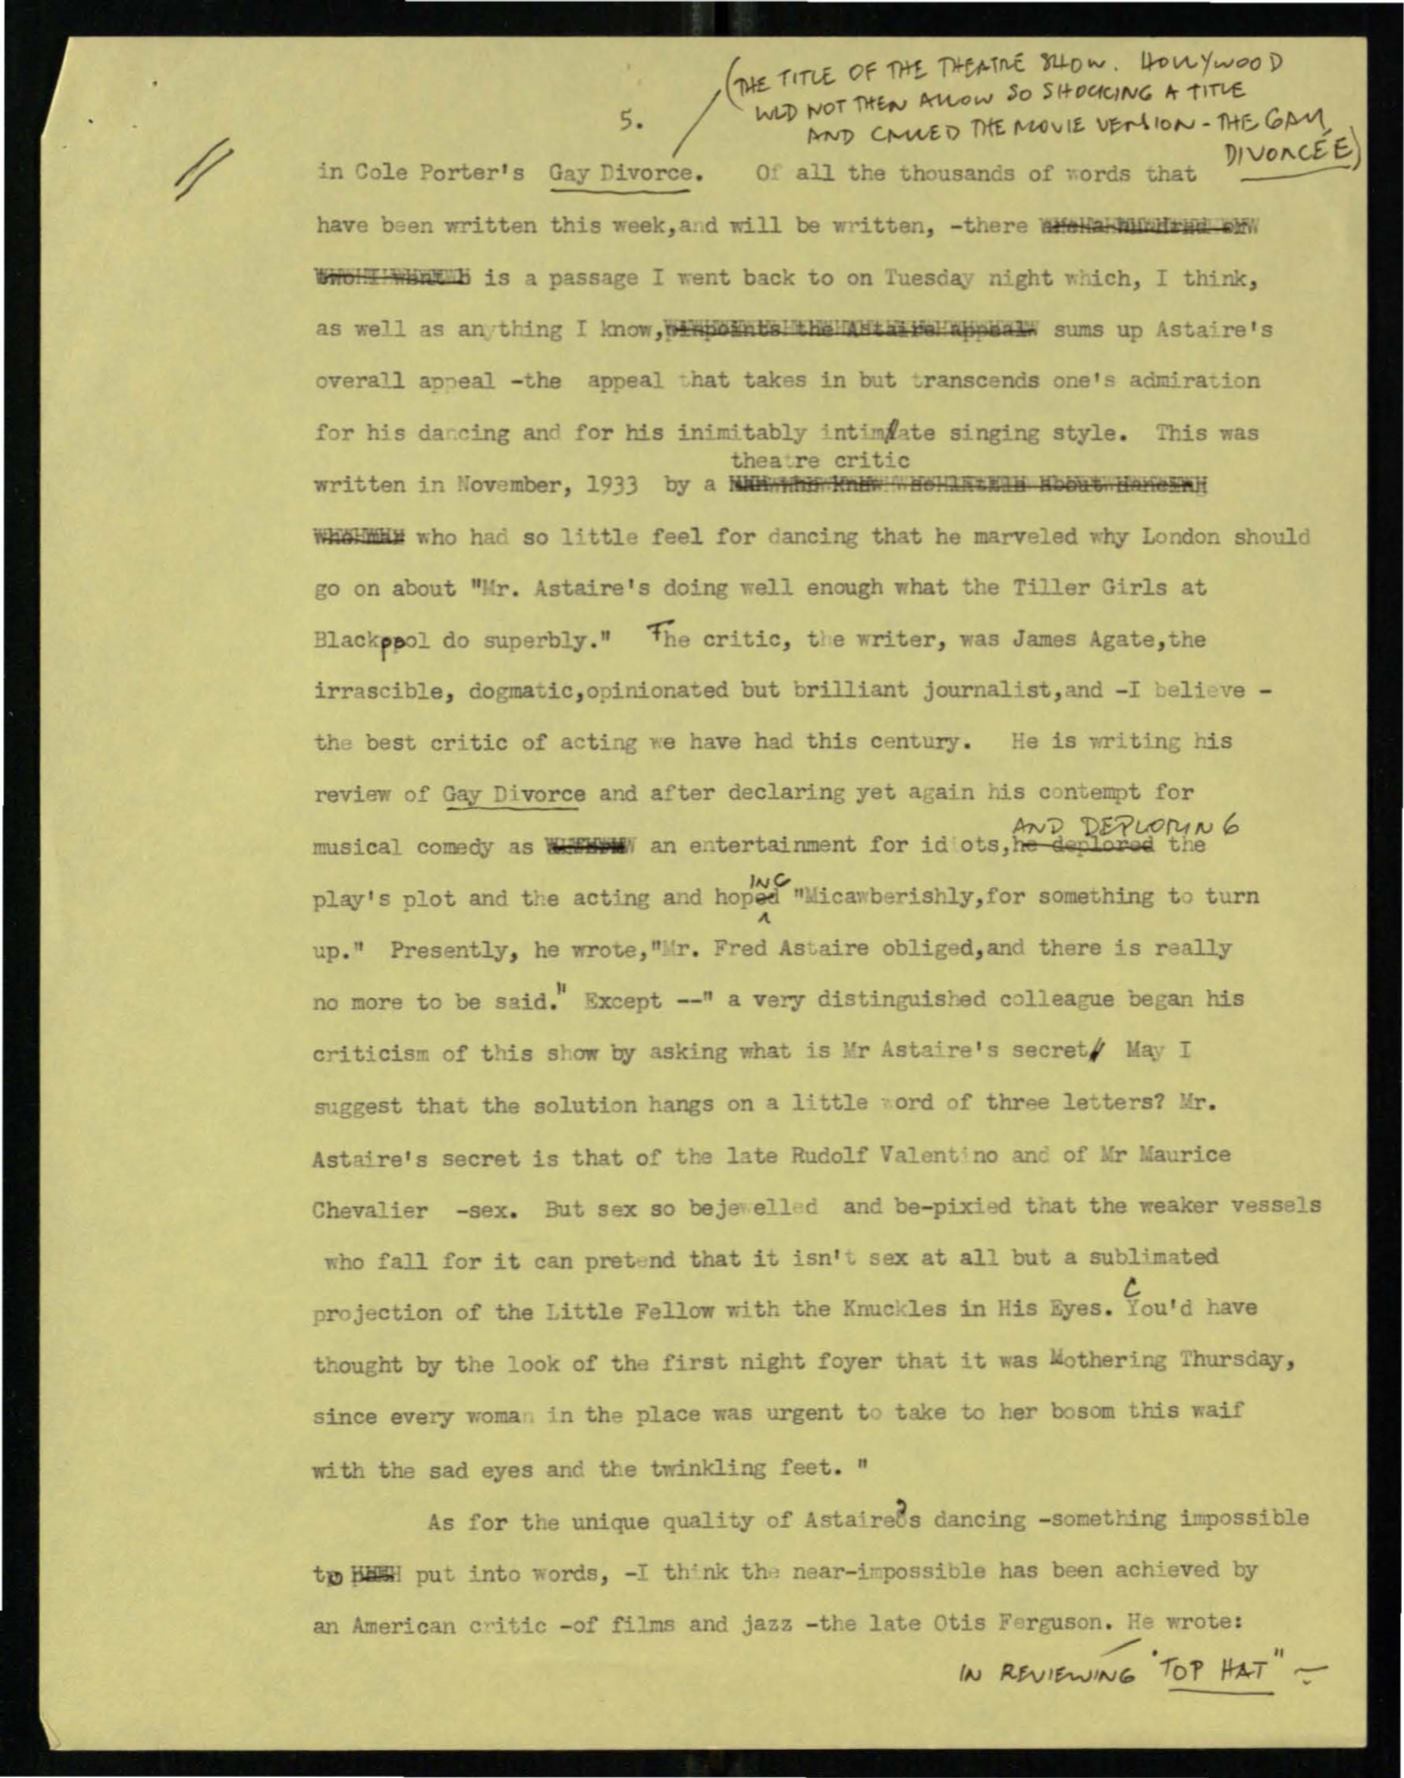 (THE TITLE OF THE THEATRE SHOW. HOLLYWOOD
WLD NOT THEN ALLOW SO SHOCKING A TITLE
AND CALLED THE MOVIE VERSION - THE GAY
DIVORCÉE)
5.
in Cole Porter's Gay Divorce. Of all the thousands of words that
have been written this week,and will be written, -there
is a passage I went back to on Tuesday night which, I think,
as well as anything I know, pinpoints the Astaire appeal sums up Astaire's
overall appeal -the appeal that takes in but transcends one's admiration
for his dancing and for his inimitably intimate singing style. This was
theatre critic
written in November, 1933 by a
who had so little feel for dancing that he marveled why London should
go on about "Mr. Astaire's doing well enough what the Tiller Girls at
Blackpool do superbly." The critic, the writer, was James Agate,the
irrascible, dogmatic,opinionated but brilliant journalist,and -I believe -
the best critic of acting we have had this century. He is writing his
review of Gay Divorce and after declaring yet again his contempt for
AND DEPLORING
musical comedy as an entertainment for idiots,he deplored the
ING
play's plot and the acting and hoped "Micawberishly,for something to turn
up." Presently, he wrote,"Mr. Fred Astaire obliged,and there is really
no more to be said." Except --" a very distinguished colleague began his
criticism of this show by asking what is Mr Astaire's secret. May I
suggest that the solution hangs on a little word of three letters? Mr.
Astaire's secret is that of the late Rudolf Valentino and of Mr Maurice
Chevalier -sex. But sex so bejewelled and be-pixied that the weaker vessels
who fall for it can pretend that it isn't sex at all but a sublimated
projection of the Little Fellow with the Knuckles in His Eyes. You'd have
thought by the look of the first night foyer that it was Mothering Thursday,
since every woman in the place was urgent to take to her bosom this waif
with the sad eyes and the twinkling feet. "
As for the unique quality of Astaire's dancing -something impossible
to put into words, -I think the near-impossible has been achieved by
an American critic -of films and jazz -the late Otis Ferguson. He wrote:
IN REVIEWING "TOP HAT" -